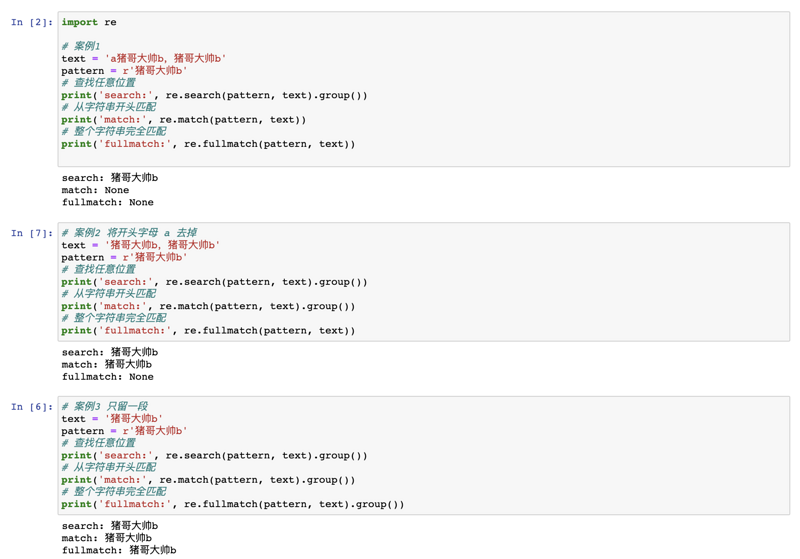 In [2]: import re
# 案例1
text = 'a猪哥大帅b，猪哥大帅b'
pattern = r'猪哥大帅b'
# 查找任意位置
print('search:', re.search(pattern, text).group())
# 从字符串开头匹配
print('match:', re.match(pattern, text))
# 整个字符串完全匹配
print('fullmatch:', re.fullmatch(pattern, text))
search: 猪哥大帅b
match: None
fullmatch: None
In [7]: # 案例2 将开头字母 a 去掉
text = '猪哥大帅b，猪哥大帅b'
pattern = r'猪哥大帅b'
# 查找任意位置
print('search:', re.search(pattern, text).group())
# 从字符串开头匹配
print('match:', re.match(pattern, text).group())
# 整个字符串完全匹配
print('fullmatch:', re.fullmatch(pattern, text))
search: 猪哥大帅b
match: 猪哥大帅b
fullmatch: None
In [6]: # 案例3 只留一段
text = '猪哥大帅b'
pattern = r'猪哥大帅b'
# 查找任意位置
print('search:', re.search(pattern, text).group())
# 从字符串开头匹配
print('match:', re.match(pattern, text).group())
# 整个字符串完全匹配
print('fullmatch:', re.fullmatch(pattern, text).group())
search: 猪哥大帅b
match: 猪哥大帅b
fullmatch: 猪哥大帅b